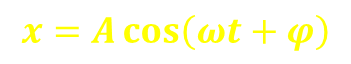 x = A cos(ωt + φ)